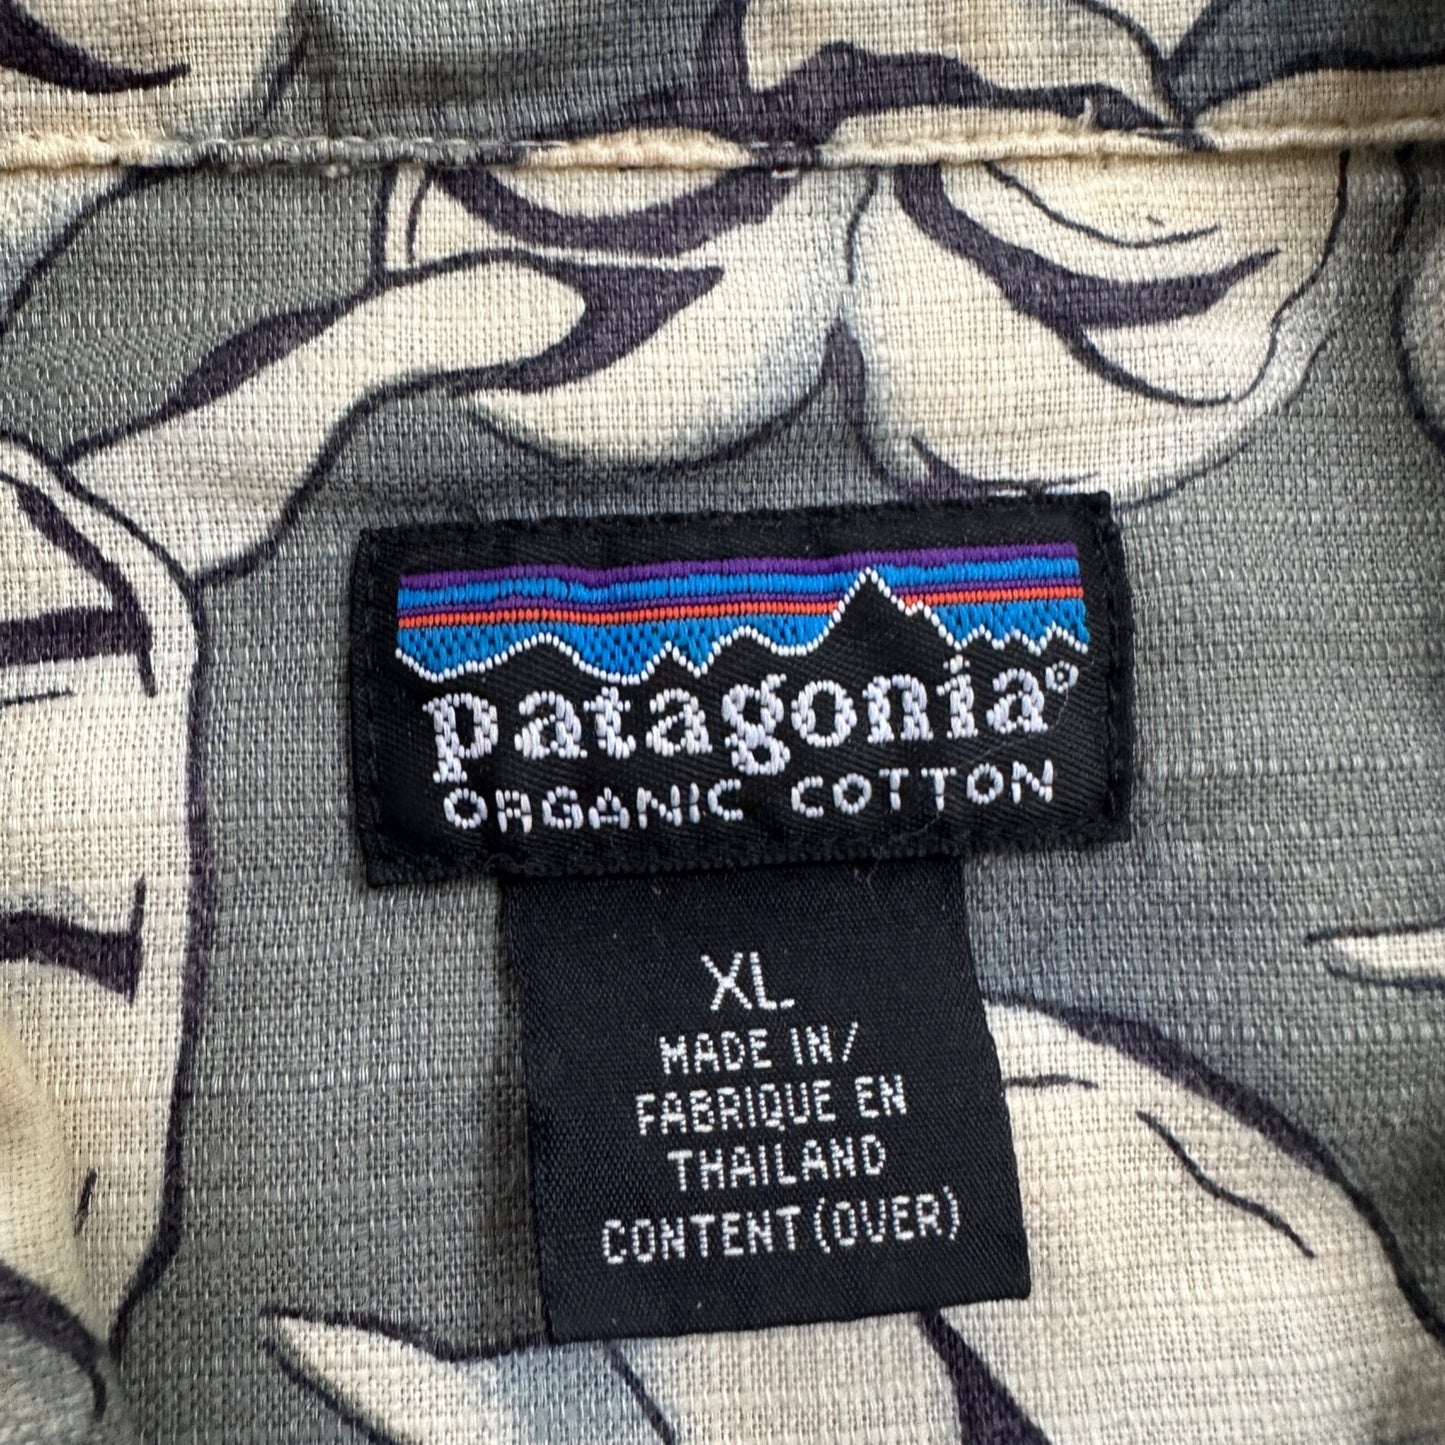 patagonia®
ORGANIC COTTON
XL
MADE IN/
FABRIQUE EN
THAILAND
CONTENT (OVER)